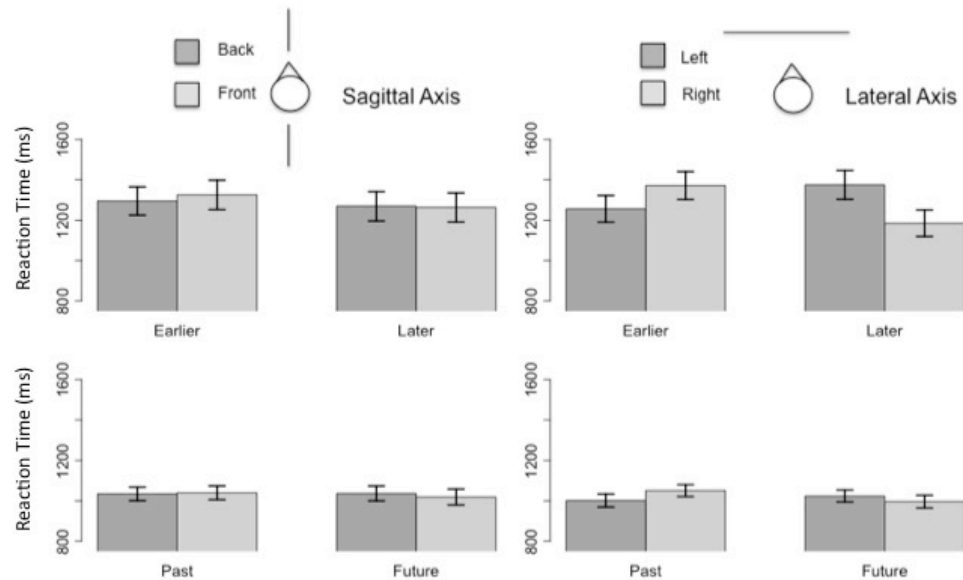 Back
Front
Sagittal Axis
Left
Right
Lateral Axis
Reaction Time (ms)
1600
1200
800
Earlier
Later
1600
1200
800
Earlier
Later
Reaction Time (ms)
1600
1200
800
Past
Future
1600
1200
800
Past
Future